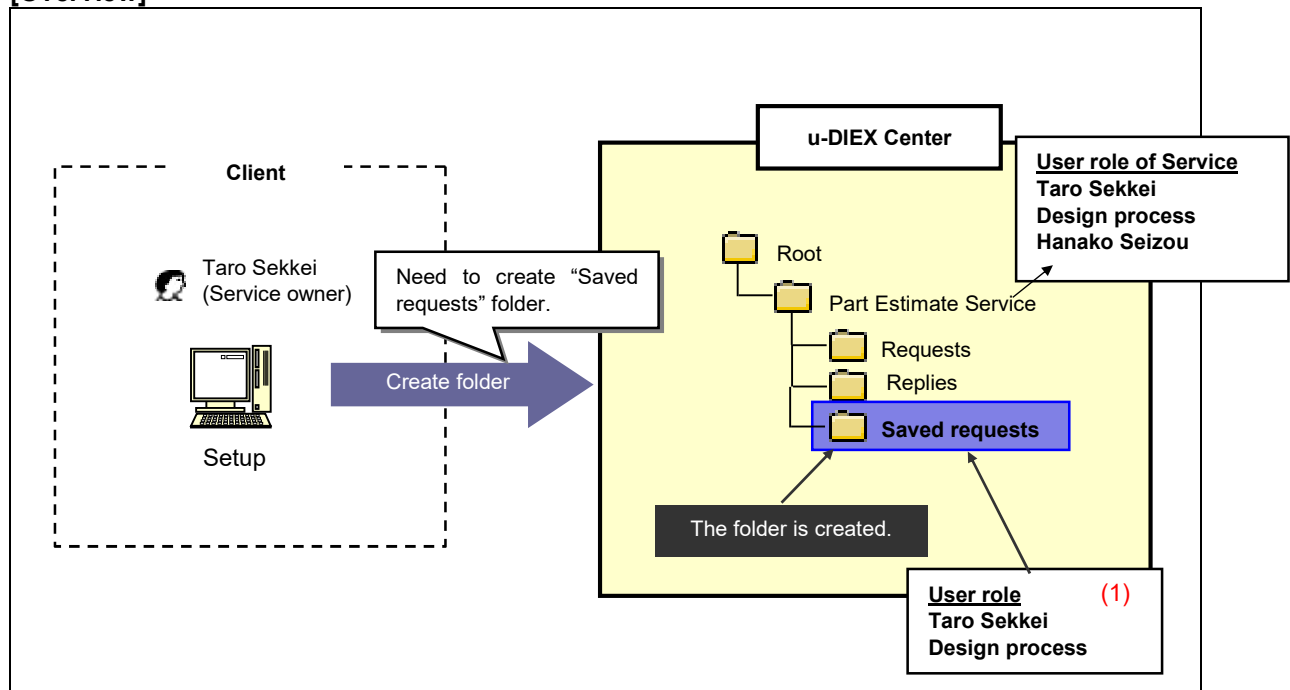 [Overview]
u-DIEX Center
Client
User role of Service
Taro Sekkei
Design process
Hanako Seizou
Taro Sekkei
(Service owner)
Need to create “Saved
requests” folder.
Root
Part Estimate Service
Requests
Replies
Saved requests
Create folder
Setup
The folder is created.
User role (1)
Taro Sekkei
Design process